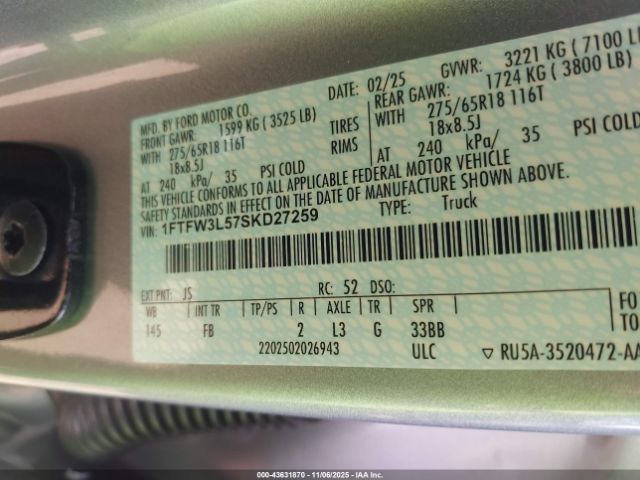 MFD. BY FORD MOTOR CO.
DATE: 02/25 GVWR: 3221 KG ( 7100 L
FRONT GAWR: 1599 KG ( 3525 LB) REAR GAWR: 1724 KG ( 3800 LB)
WITH 275/65R18 116T TIRES WITH 275/65R18 116T
18x8.5J RIMS 18x8.5J
AT 240 kPa/ 35 PSI COLD AT 240 kPa/ 35 PSI COLD
THIS VEHICLE CONFORMS TO ALL APPLICABLE FEDERAL MOTOR VEHICLE
SAFETY STANDARDS IN EFFECT ON THE DATE OF MANUFACTURE SHOWN ABOVE.
VIN: 1FTFW3L57SKD27259 TYPE: Truck
EXT PNT: JS RC: 52 DSO:
WB INT TR TP/PS R AXLE TR SPR FO
145 FB 2 L3 G 33BB TO
2202502026943 ULC ▽ RU5A-3520472-AA
000-43631870 - 11/06/2025 - IAA Inc.